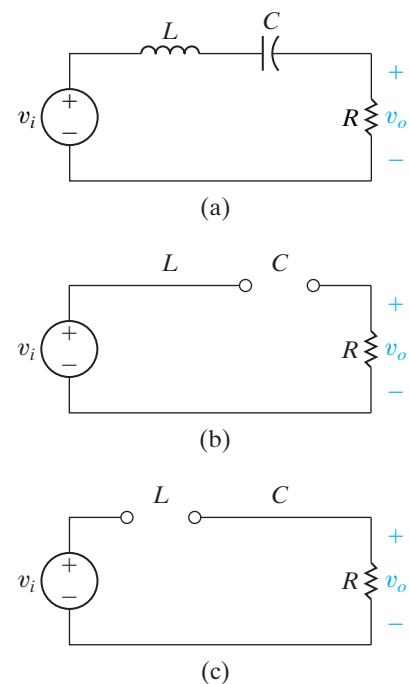 L C
+
+
v_i R v_o
−
−
(a)
L C
+
+
v_i R v_o
−
−
(b)
L C
+
+
v_i R v_o
−
−
(c)